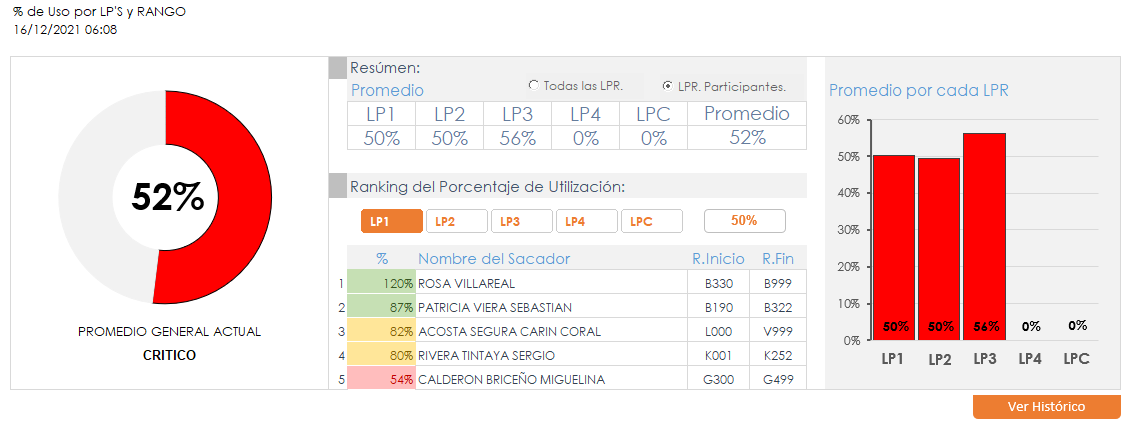 % de Uso por LP'S y RANGO
16/12/2021 06:08
52%
PROMEDIO GENERAL ACTUAL
CRITICO
Resúmen:
Promedio
Todas las LPR.
LPR. Participantes.
LP1 LP2 LP3 LP4 LPC Promedio
50% 50% 56% 0% 0% 52%
Ranking del Porcentaje de Utilización:
LP1 LP2 LP3 LP4 LPC 50%
% Nombre del Sacador R.Inicio R.Fin
1 120% ROSA VILLAREAL B330 B999
2 87% PATRICIA VIERA SEBASTIAN B190 B322
3 82% ACOSTA SEGURA CARIN CORAL L000 V999
4 80% RIVERA TINTAYA SERGIO K001 K252
5 54% CALDERON BRICEÑO MIGUELINA G300 G499
Promedio por cada LPR
60%
50%
40%
30%
20%
10%
0%
50% 50% 56% 0% 0%
LP1 LP2 LP3 LP4 LPC
Ver Histórico